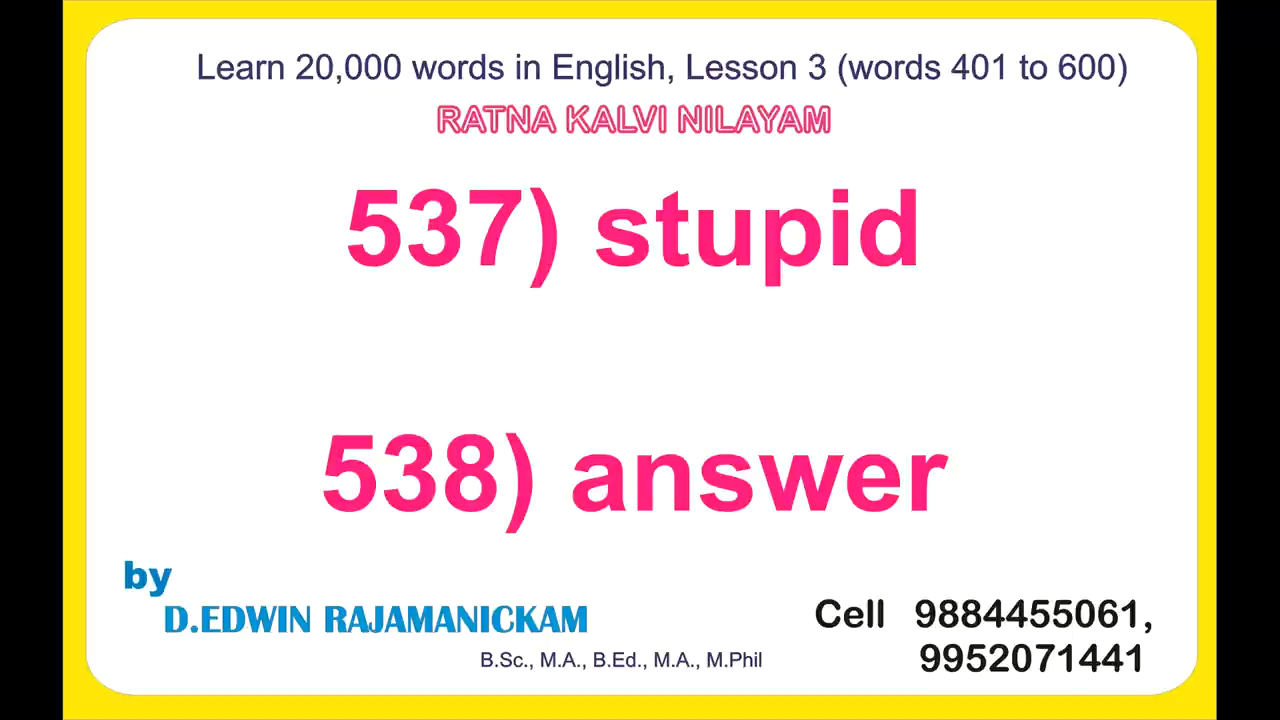 Learn 20,000 words in English, Lesson 3 (words 401 to 600)
RATNA KALVI NILAYAM
537) stupid
538) answer
by
D.EDWIN RAJAMANICKAM
B.Sc., M.A., B.Ed., M.A., M.Phil
Cell 9884455061,
9952071441